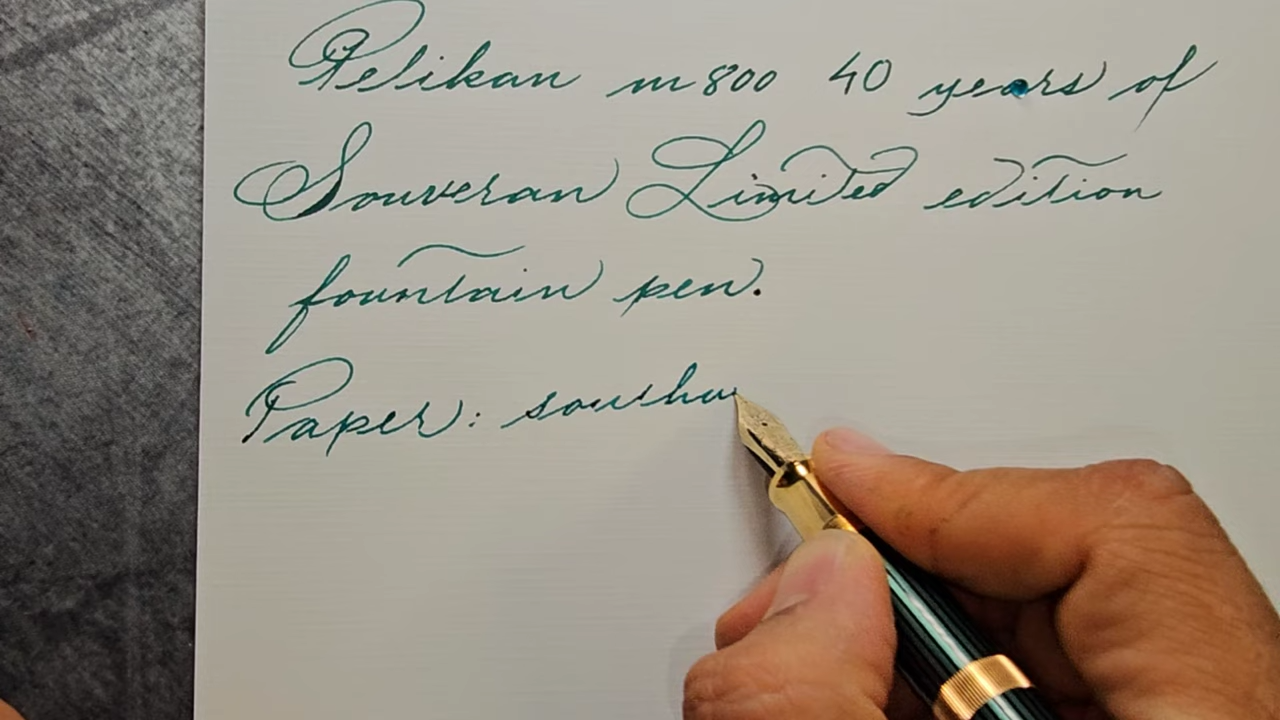 Pelikan m800 40 years of
Souveran Limited edition
fountain pen.
Paper: